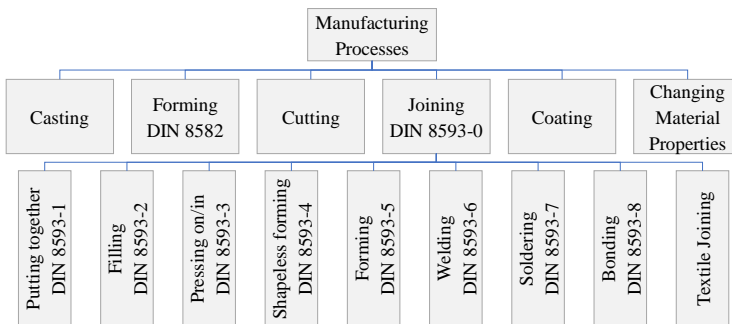 Manufacturing
Processes
Casting
Forming
DIN 8582
Cutting
Joining
DIN 8593-0
Coating
Changing
Material
Properties
Putting together
DIN 8593-1
Filling
DIN 8593-2
Pressing on/in
DIN 8593-3
Shapeless forming
DIN 8593-4
Forming
DIN 8593-5
Welding
DIN 8593-6
Soldering
DIN 8593-7
Bonding
DIN 8593-8
Textile Joining